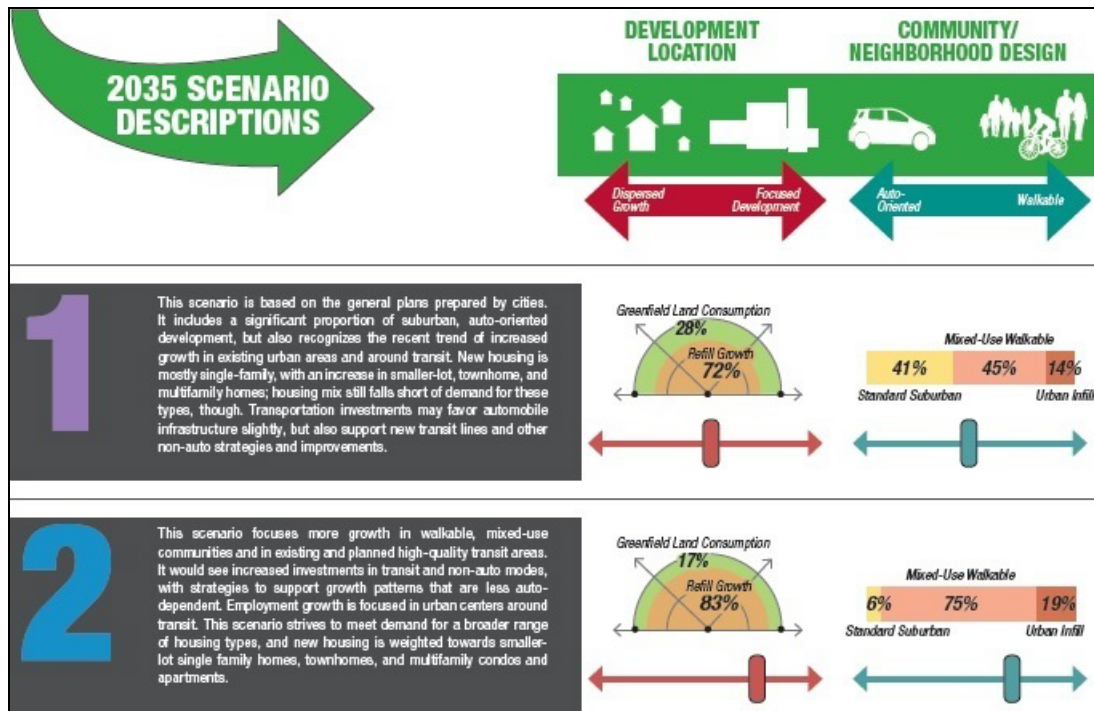 2035 SCENARIO
DESCRIPTIONS
DEVELOPMENT
LOCATION
COMMUNITY/
NEIGHBORHOOD DESIGN
Dispersed
Growth
Focused
Development
Auto-
Oriented
Walkable
1
This scenario is based on the general plans prepared by cities.
It includes a significant proportion of suburban, auto-oriented
development, but also recognizes the recent trend of increased
growth in existing urban areas and around transit. New housing is
mostly single-family, with an increase in smaller-lot, townhome, and
multifamily homes; housing mix still falls short of demand for these
types, though. Transportation investments may favor automobile
infrastructure slightly, but also support new transit lines and other
non-auto strategies and improvements.
Greenfield Land Consumption
28%
Refill Growth
72%
Mixed-Use Walkable
41% 45% 14%
Standard Suburban Urban Infill
2
This scenario focuses more growth in walkable, mixed-use
communities and in existing and planned high-quality transit areas.
It would see increased investments in transit and non-auto modes,
with strategies to support growth patterns that are less auto-
dependent. Employment growth is focused in urban centers around
transit. This scenario strives to meet demand for a broader range
of housing types, and new housing is weighted towards smaller-
lot single family homes, townhomes, and multifamily condos and
apartments.
Greenfield Land Consumption
17%
Refill Growth
83%
Mixed-Use Walkable
6% 75% 19%
Standard Suburban Urban Infill